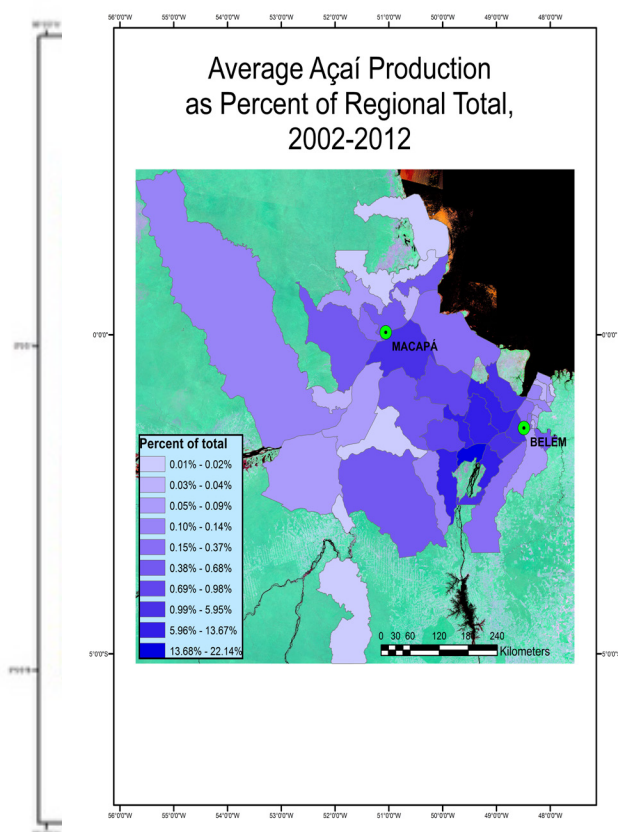 56°0'0"W 55°0'0"W 54°0'0"W 53°0'0"W 52°0'0"W 51°0'0"W 50°0'0"W 49°0'0"W 48°0'0"W
Average Açaí Production
as Percent of Regional Total,
2002-2012
0°0'0" 0°0'0"
MACAPÁ
BELÉM
Percent of total
0.01% - 0.02%
0.03% - 0.04%
0.05% - 0.09%
0.10% - 0.14%
0.15% - 0.37%
0.38% - 0.68%
0.69% - 0.98%
0.99% - 5.95%
5.96% - 13.67%
13.68% - 22.14%
0 30 60 120 180 240
Kilometers
5°0'0"S 5°0'0"S
56°0'0"W 55°0'0"W 54°0'0"W 53°0'0"W 52°0'0"W 51°0'0"W 50°0'0"W 49°0'0"W 48°0'0"W